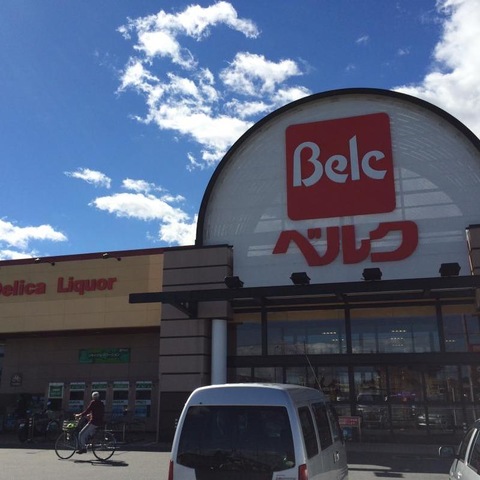 Belc
ベルク
Delica Liquor